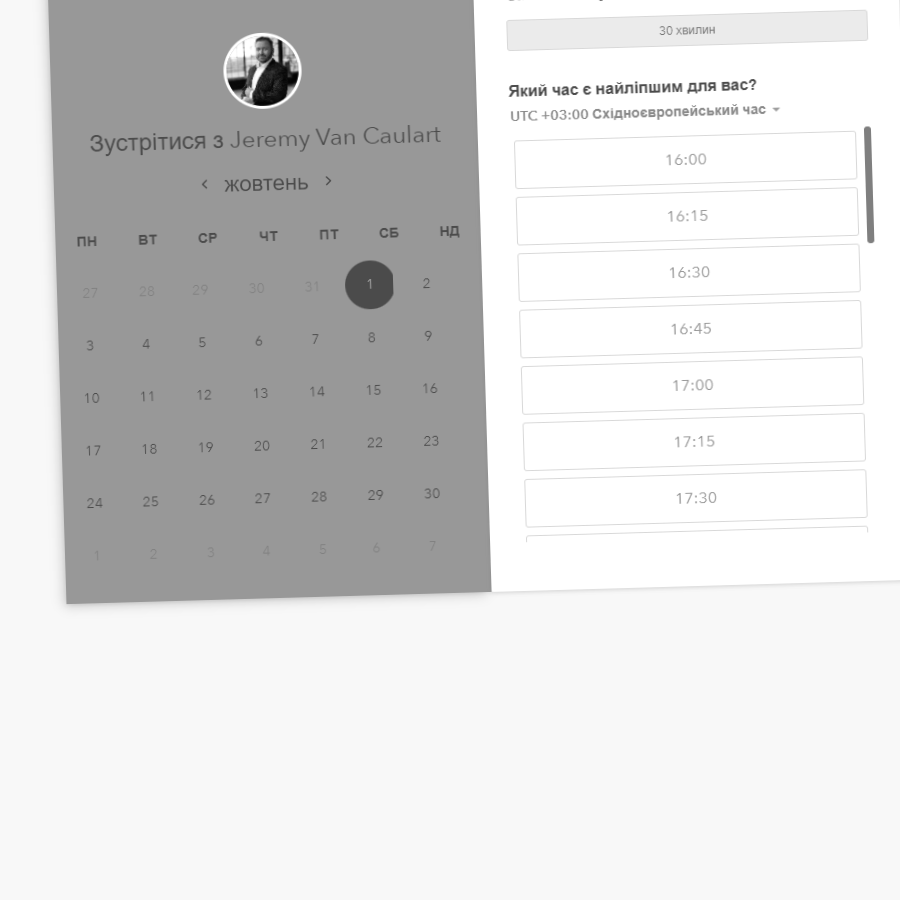 Зустрітися з Jeremy Van Caulart
жовтень
ПН ВТ СР ЧТ ПТ СБ НД
27 28 29 30 31 1 2
3 4 5 6 7 8 9
10 11 12 13 14 15 16
17 18 19 20 21 22 23
24 25 26 27 28 29 30
1 2 3 4 5 6 7
30 хвилин
Який час є найліпшим для вас?
UTC +03:00 Східноєвропейський час
16:00
16:15
16:30
16:45
17:00
17:15
17:30